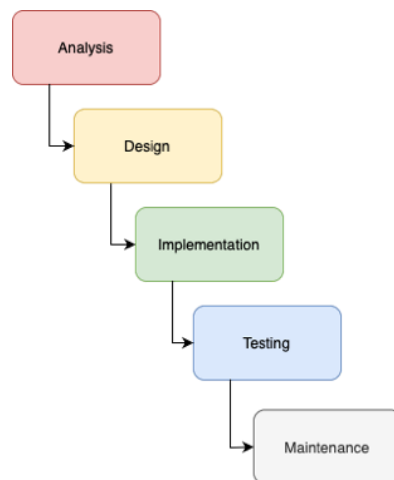 Analysis
Design
Implementation
Testing
Maintenance